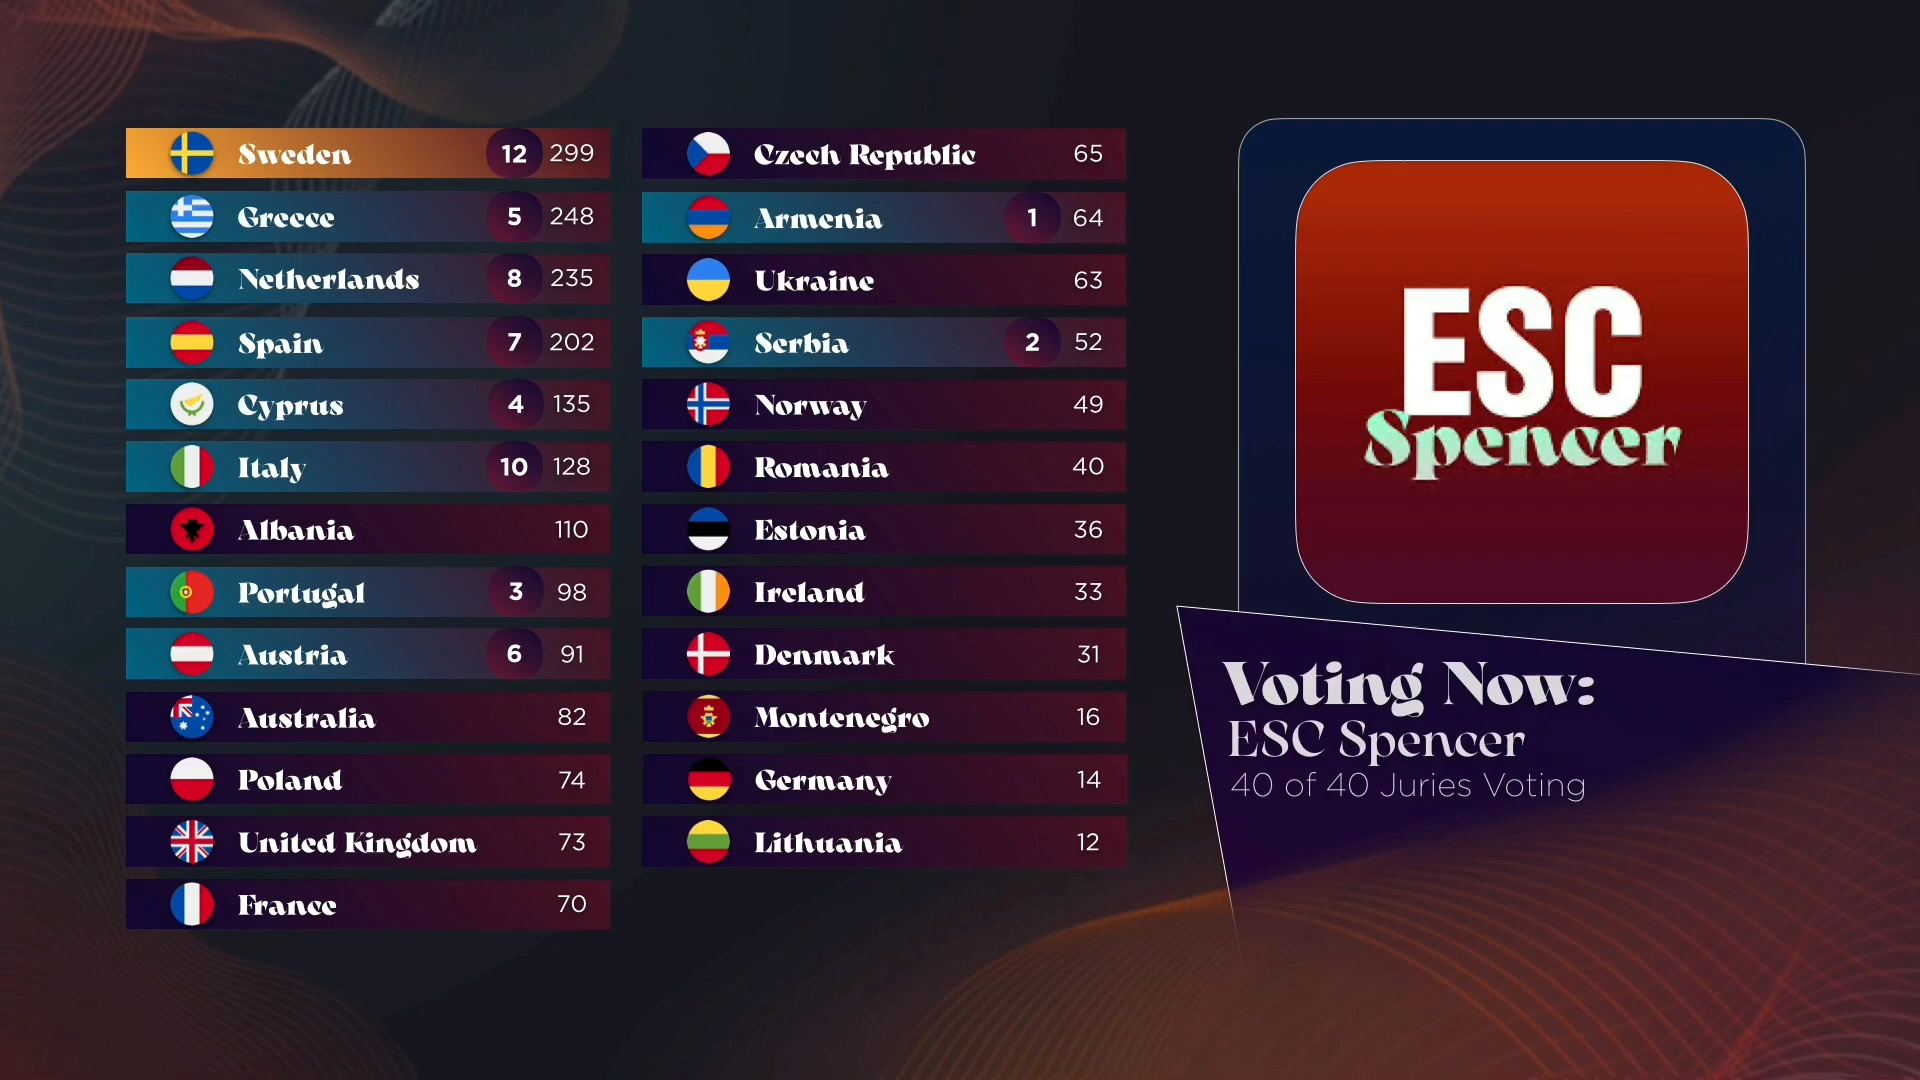 Sweden 12 299
Greece 5 248
Netherlands 8 235
Spain 7 202
Cyprus 4 135
Italy 10 128
Albania 110
Portugal 3 98
Austria 6 91
Australia 82
Poland 74
United Kingdom 73
France 70
Czech Republic 65
Armenia 1 64
Ukraine 63
Serbia 2 52
Norway 49
Romania 40
Estonia 36
Ireland 33
Denmark 31
Montenegro 16
Germany 14
Lithuania 12
ESC
Spencer
Voting Now:
ESC Spencer
40 of 40 Juries Voting